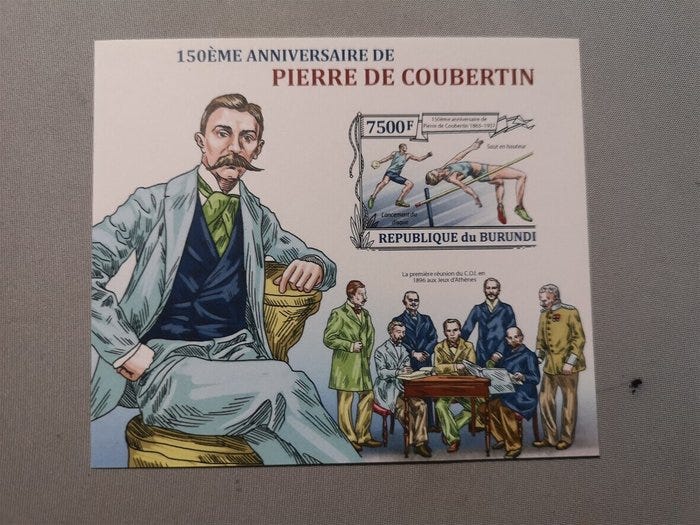 150ÈME ANNIVERSAIRE DE
PIERRE DE COUBERTIN
7500F
150ème anniversaire de
Pierre de Coubertin 1863-1937
Saut en hauteur
Lancement du
disque
REPUBLIQUE du BURUNDI
La première réunion du C.O.I. en
1896 aux Jeux d'Athènes